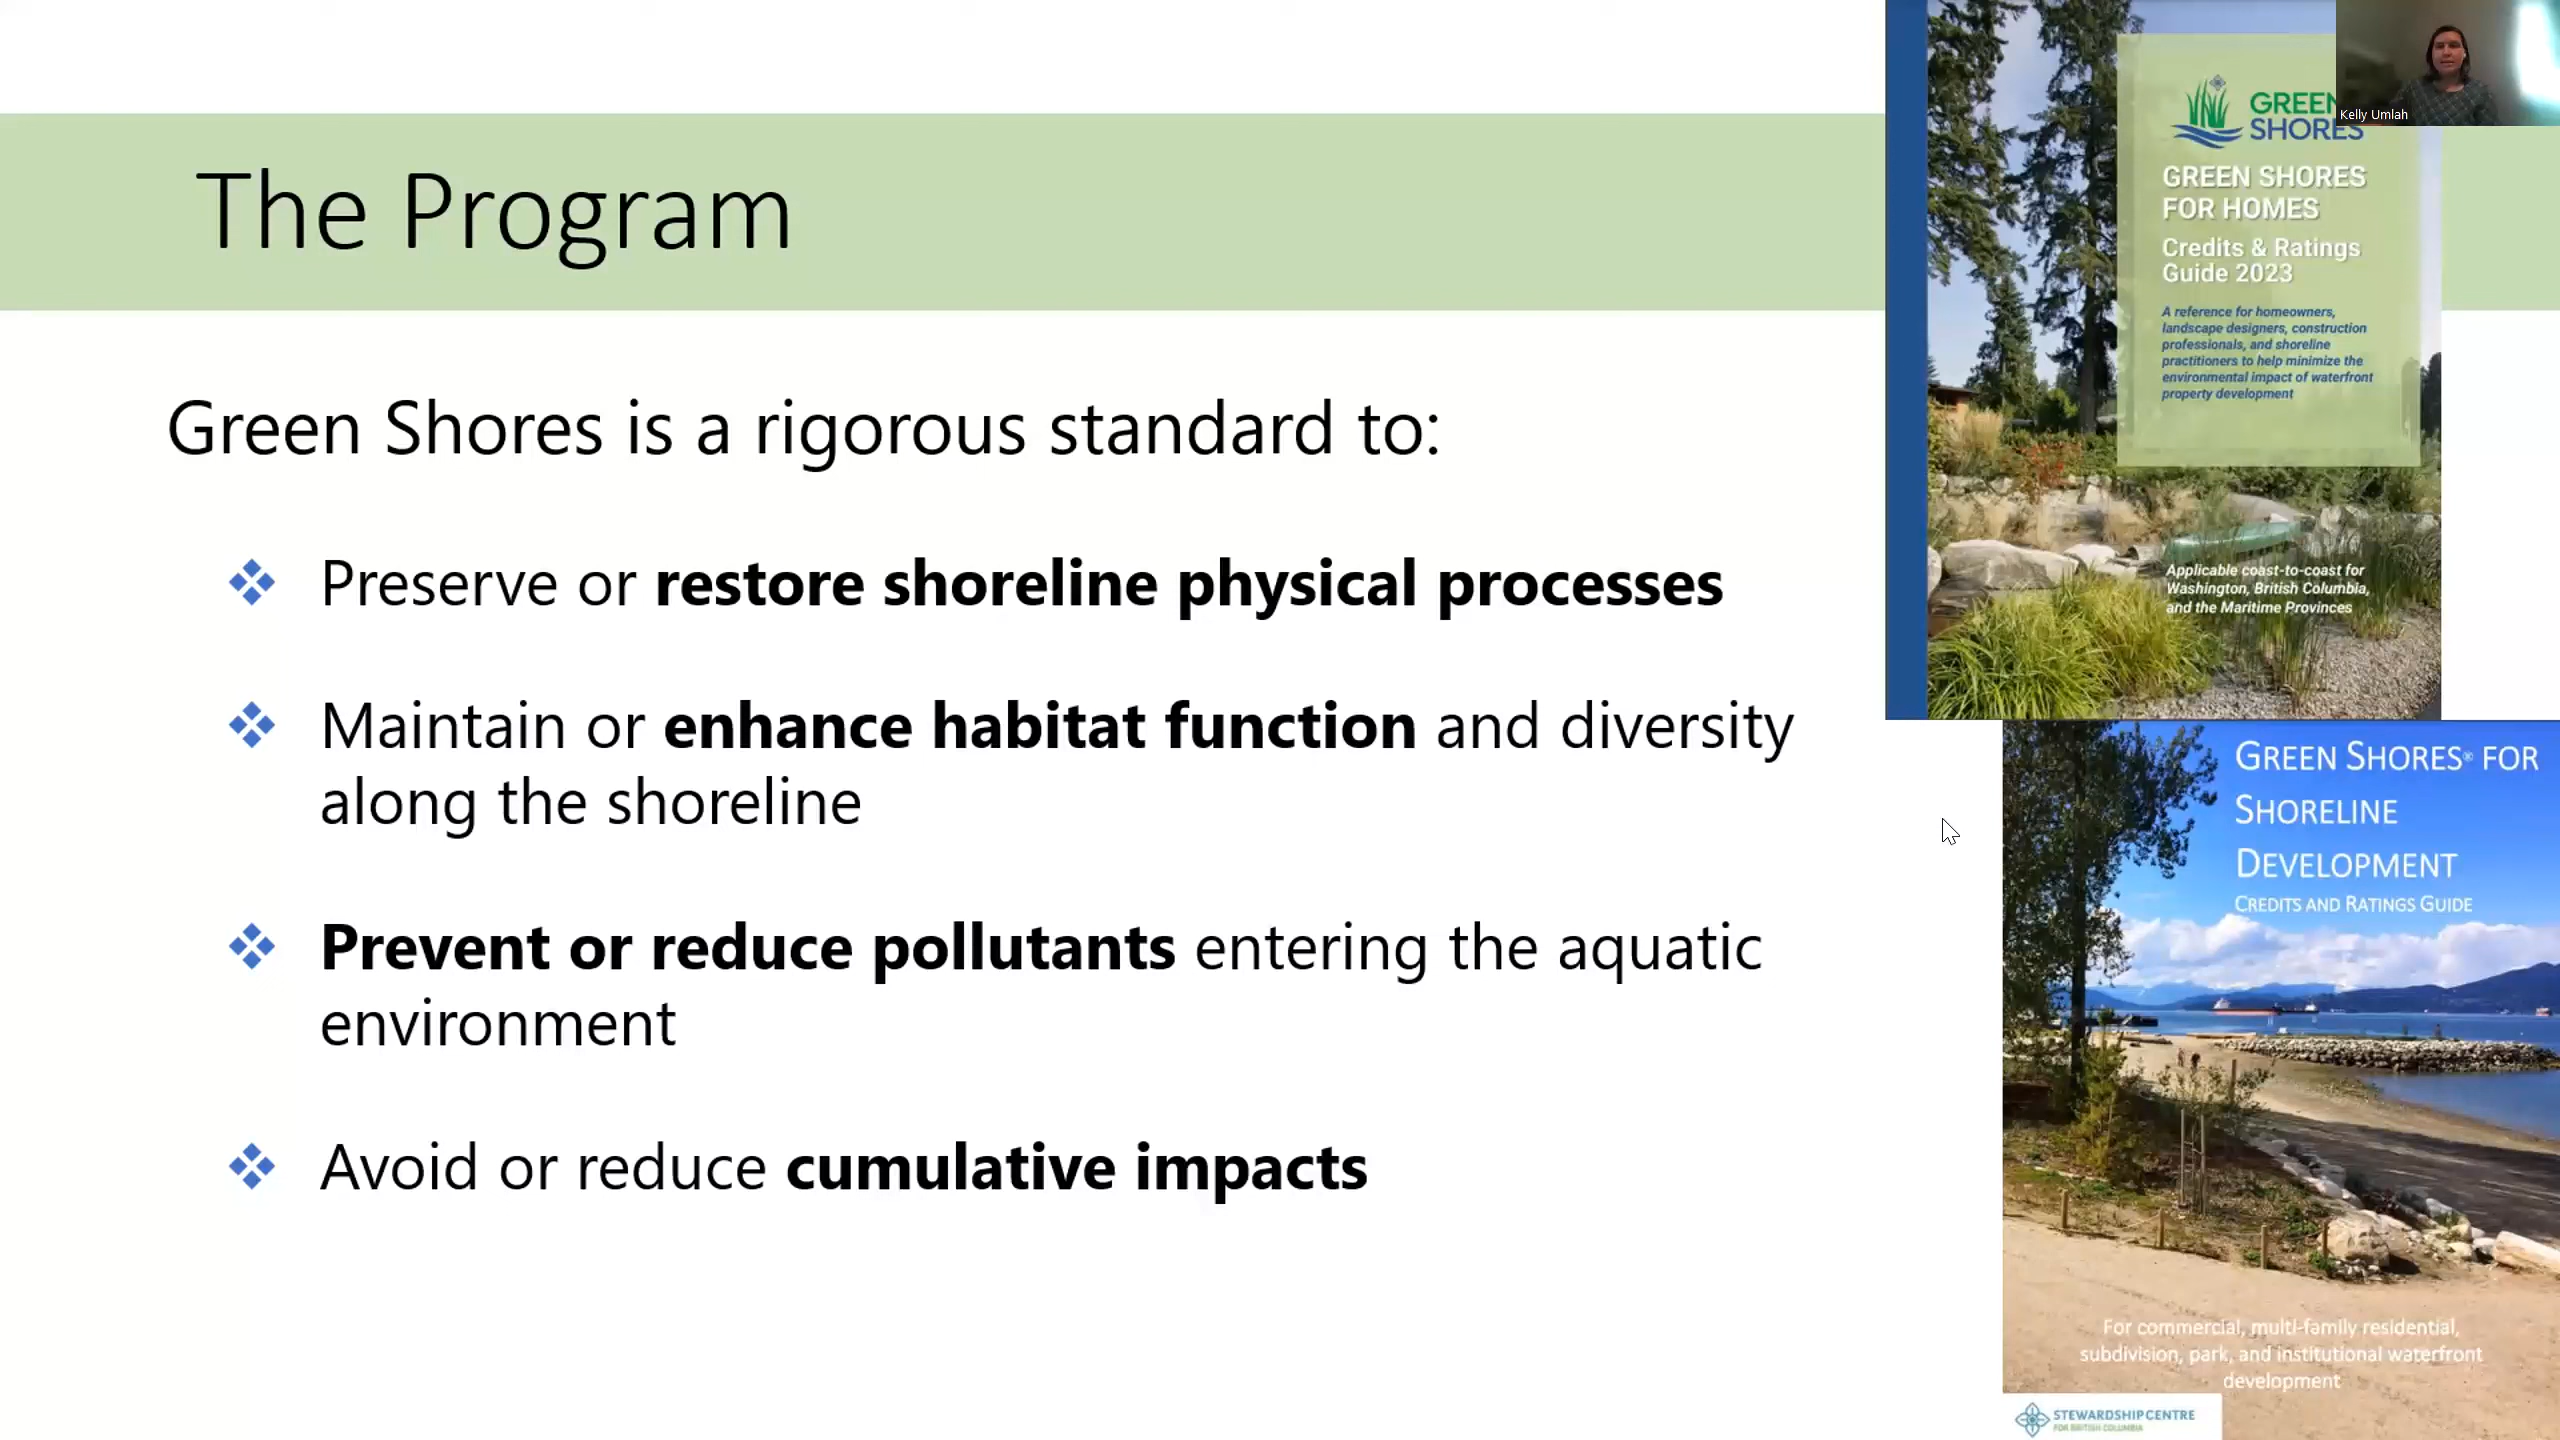 The Program
Green Shores is a rigorous standard to:
Preserve or restore shoreline physical processes
Maintain or enhance habitat function and diversity
along the shoreline
Prevent or reduce pollutants entering the aquatic
environment
Avoid or reduce cumulative impacts
GREEN
SHORES
GREEN SHORES
FOR HOMES
Credits & Ratings
Guide 2023
A reference for homeowners,
landscape designers, construction
professionals, and shoreline
practitioners to help minimize the
environmental impact of waterfront
property development
Applicable coast-to-coast for
Washington, British Columbia,
and the Maritime Provinces
Kelly Umlah
GREEN SHORES® FOR
SHORELINE
DEVELOPMENT
CREDITS AND RATINGS GUIDE
For commercial, multi-family residential,
subdivision, park, and institutional waterfront
development
STEWARDSHIP CENTRE
FOR BRITISH COLUMBIA